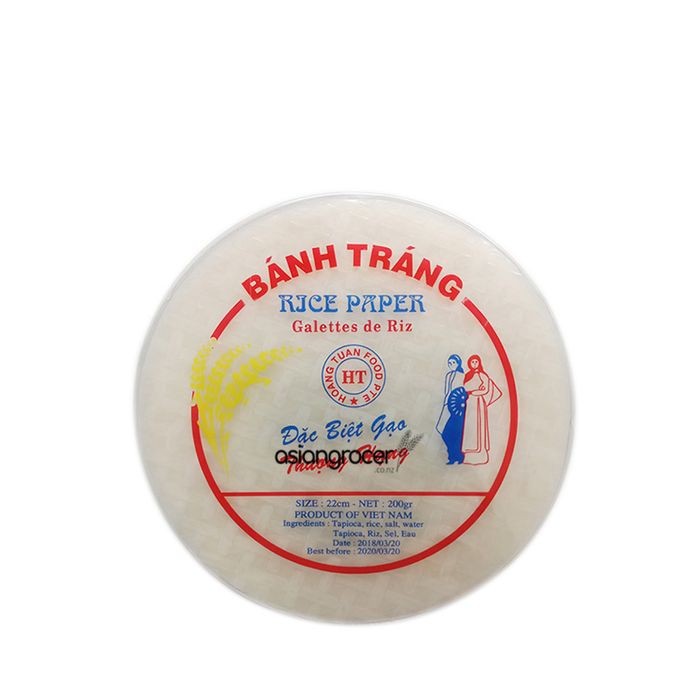 BÁNH TRÁNG
RICE PAPER
Galettes de Riz
HOANG TUAN FOOD PTE ★
HT
Đặc Biệt Gạo
asiangrocer
.co.nz
Thượng Hạng
SIZE : 22cm - NET : 200gr
PRODUCT OF VIET NAM
Ingredients : Tapioca, rice, salt, water
Tapioca, Riz, Sel, Eau
Date : 2018/03/20
Best before : 2020/03/20